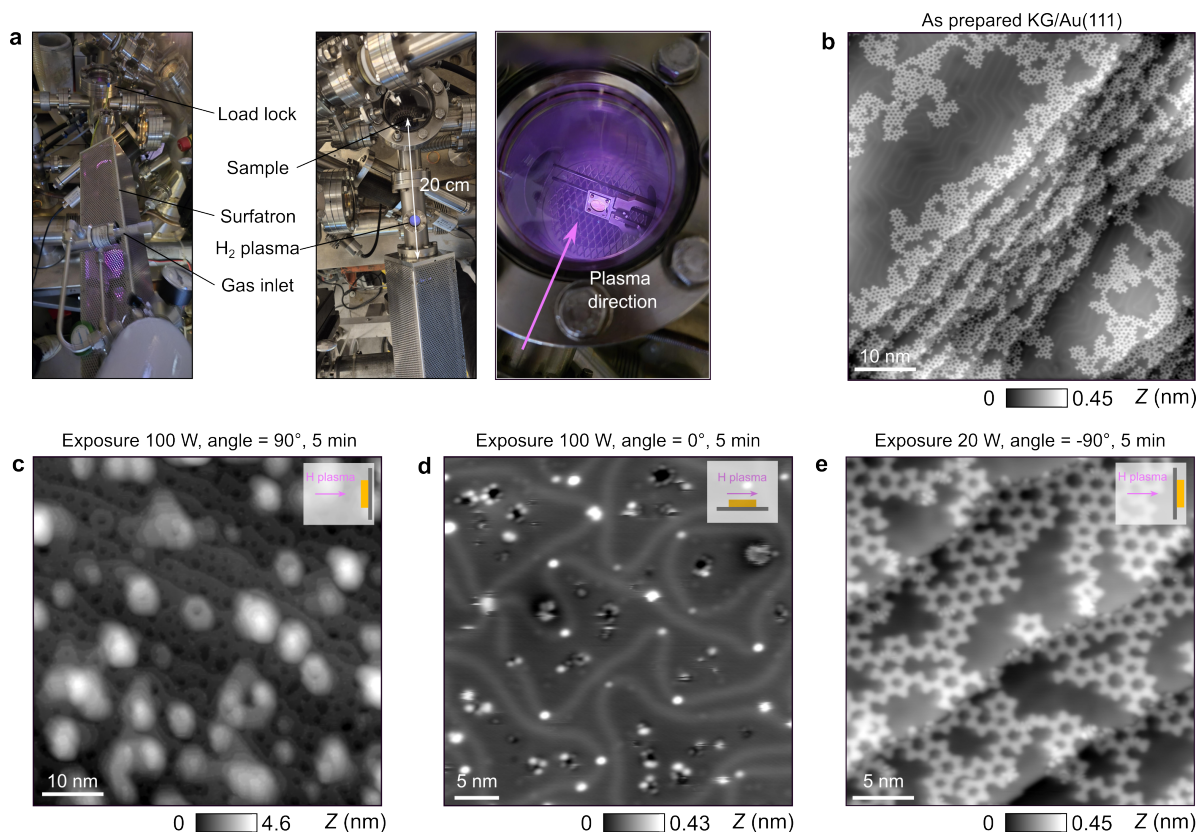 a
Load lock
Sample
Surfatron
H₂ plasma
Gas inlet
20 cm
Plasma
direction
As prepared KG/Au(111)
b
10 nm
0 0.45 Z (nm)
Exposure 100 W, angle = 90°, 5 min
c
H plasma
10 nm
0 4.6 Z (nm)
Exposure 100 W, angle = 0°, 5 min
d
H plasma
5 nm
0 0.43 Z (nm)
Exposure 20 W, angle = -90°, 5 min
e
H plasma
5 nm
0 0.45 Z (nm)